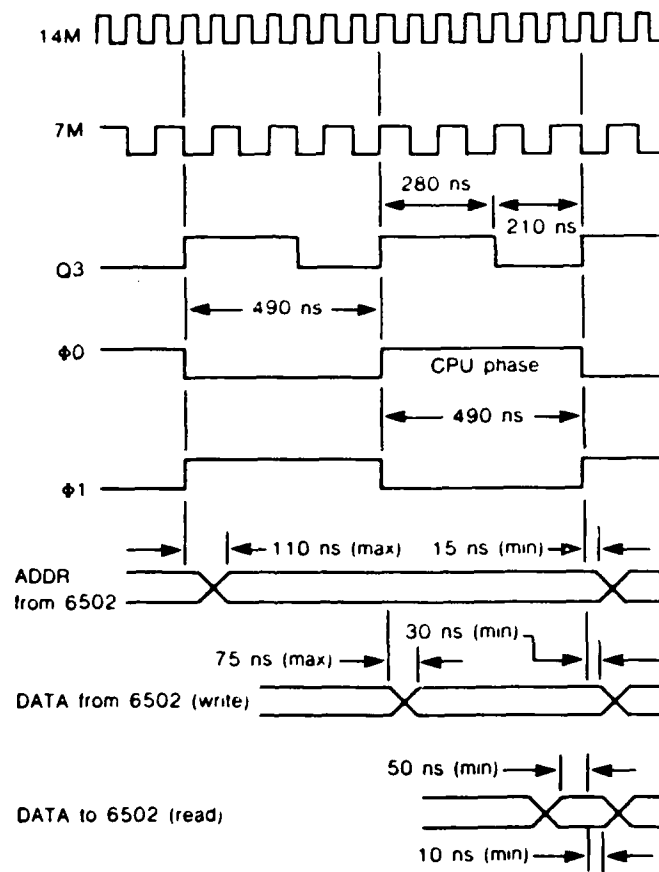 14M
7M
280 ns
210 ns
Q3
490 ns
Φ0
CPU phase
490 ns
Φ1
110 ns (max)
15 ns (min)
ADDR
from 6502
30 ns (min)
75 ns (max)
DATA from 6502 (write)
50 ns (min)
DATA to 6502 (read)
10 ns (min)